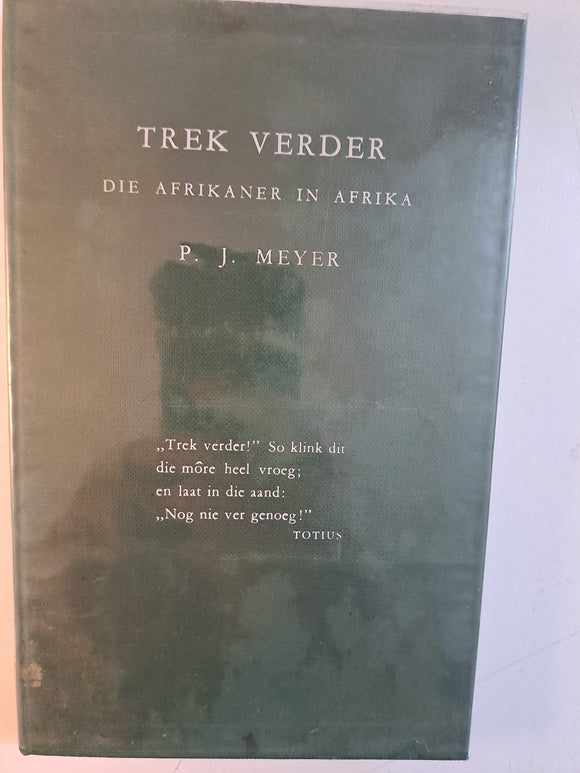 TREK VERDER
DIE AFRIKANER IN AFRIKA
P. J. MEYER
„Trek verder!” So klink dit
die môre heel vroeg;
en laat in die aand:
„Nog nie ver genoeg!”
TOTIUS